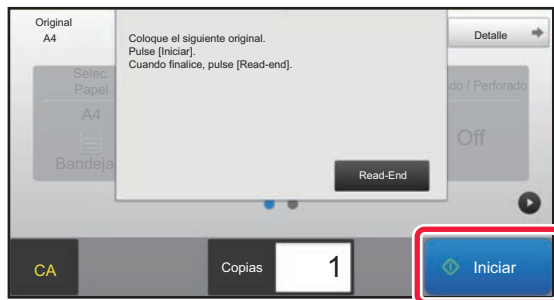 Original
A4
Coloque el siguiente original.
Pulse [Iniciar].
Cuando finalice, pulse [Read-end].
Detalle
Selec.
Papel
A4
Bandeja
do / Perforado
Off
Read-End
CA
Copias
1
Iniciar